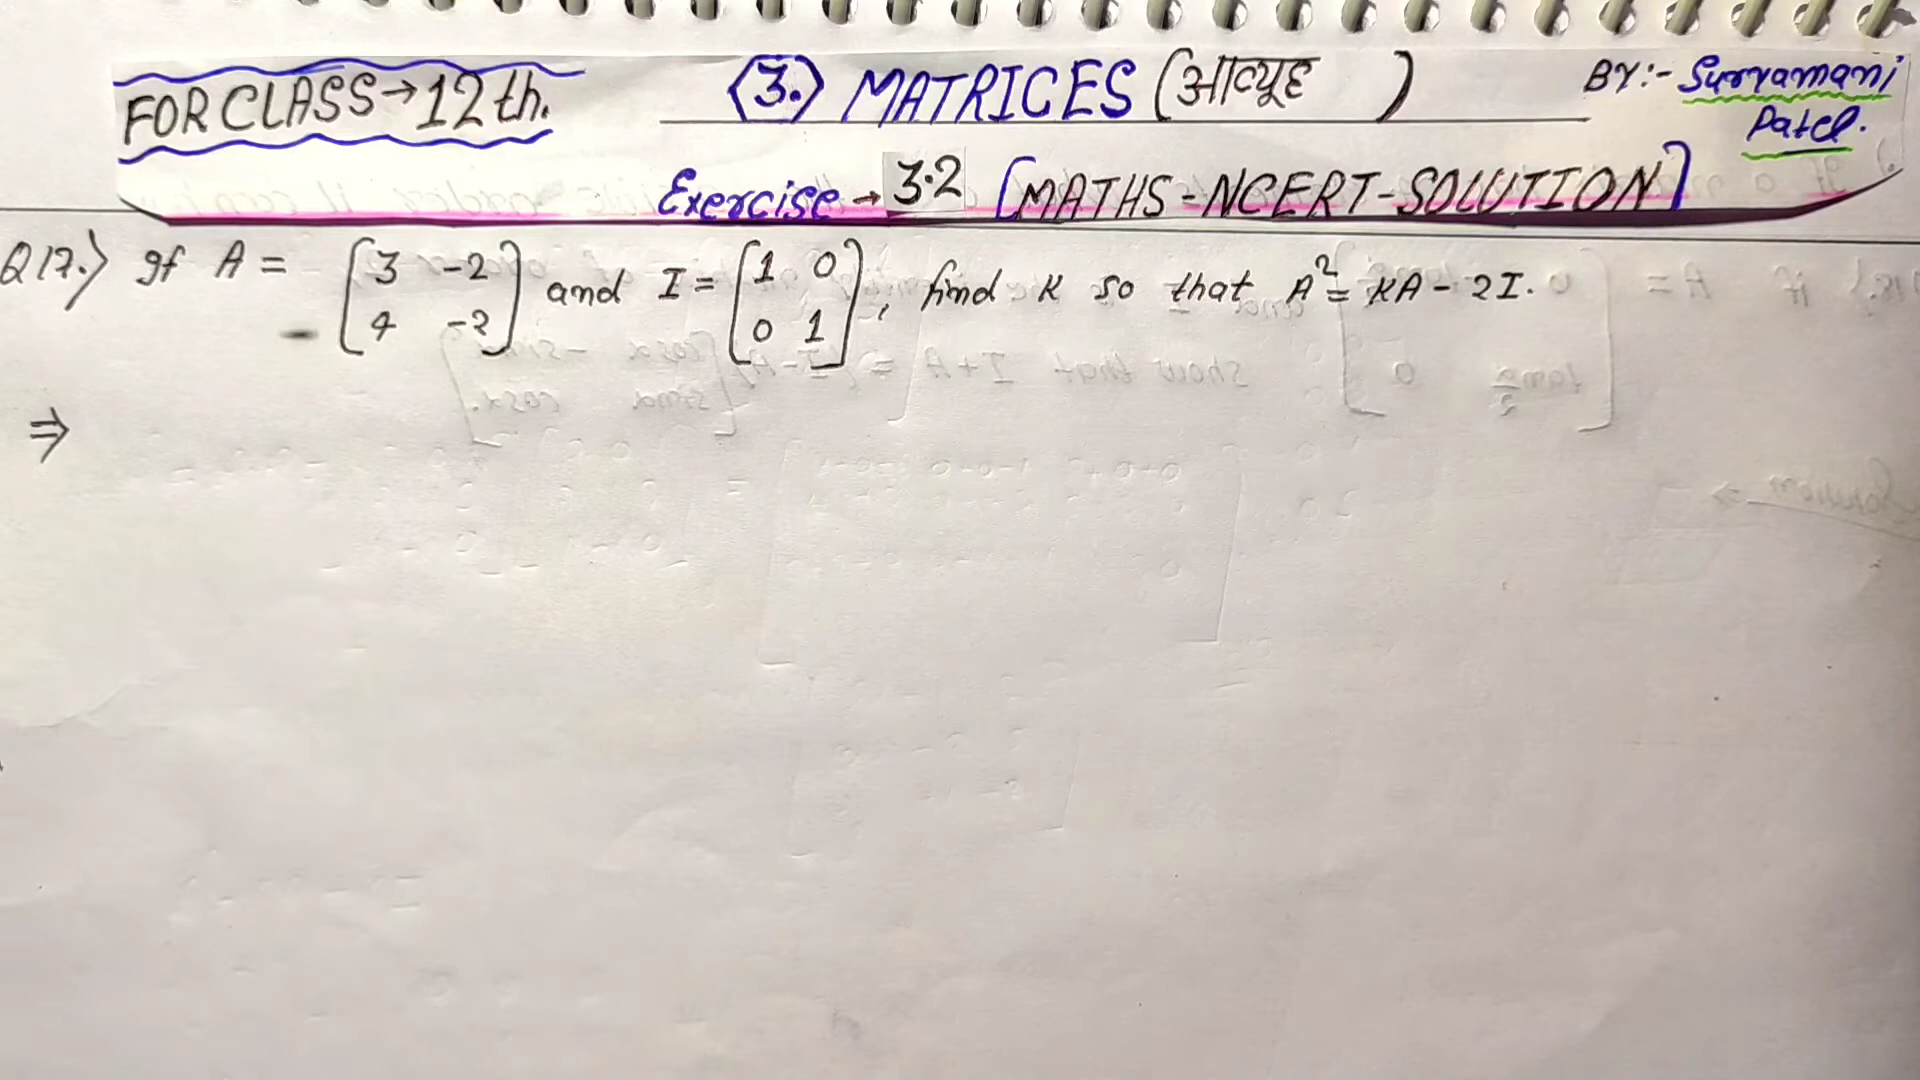 FOR CLASS→12th.
(3.) MATRICES (आव्यूह )
BY:- Suryamani Patel.
Exercise → 3.2 [MATHS-NCERT-SOLUTION]
Q17.) If A = [3 -2 4 -2] and I = [1 0 0 1], find K so that A² = KA - 2I.
⇒